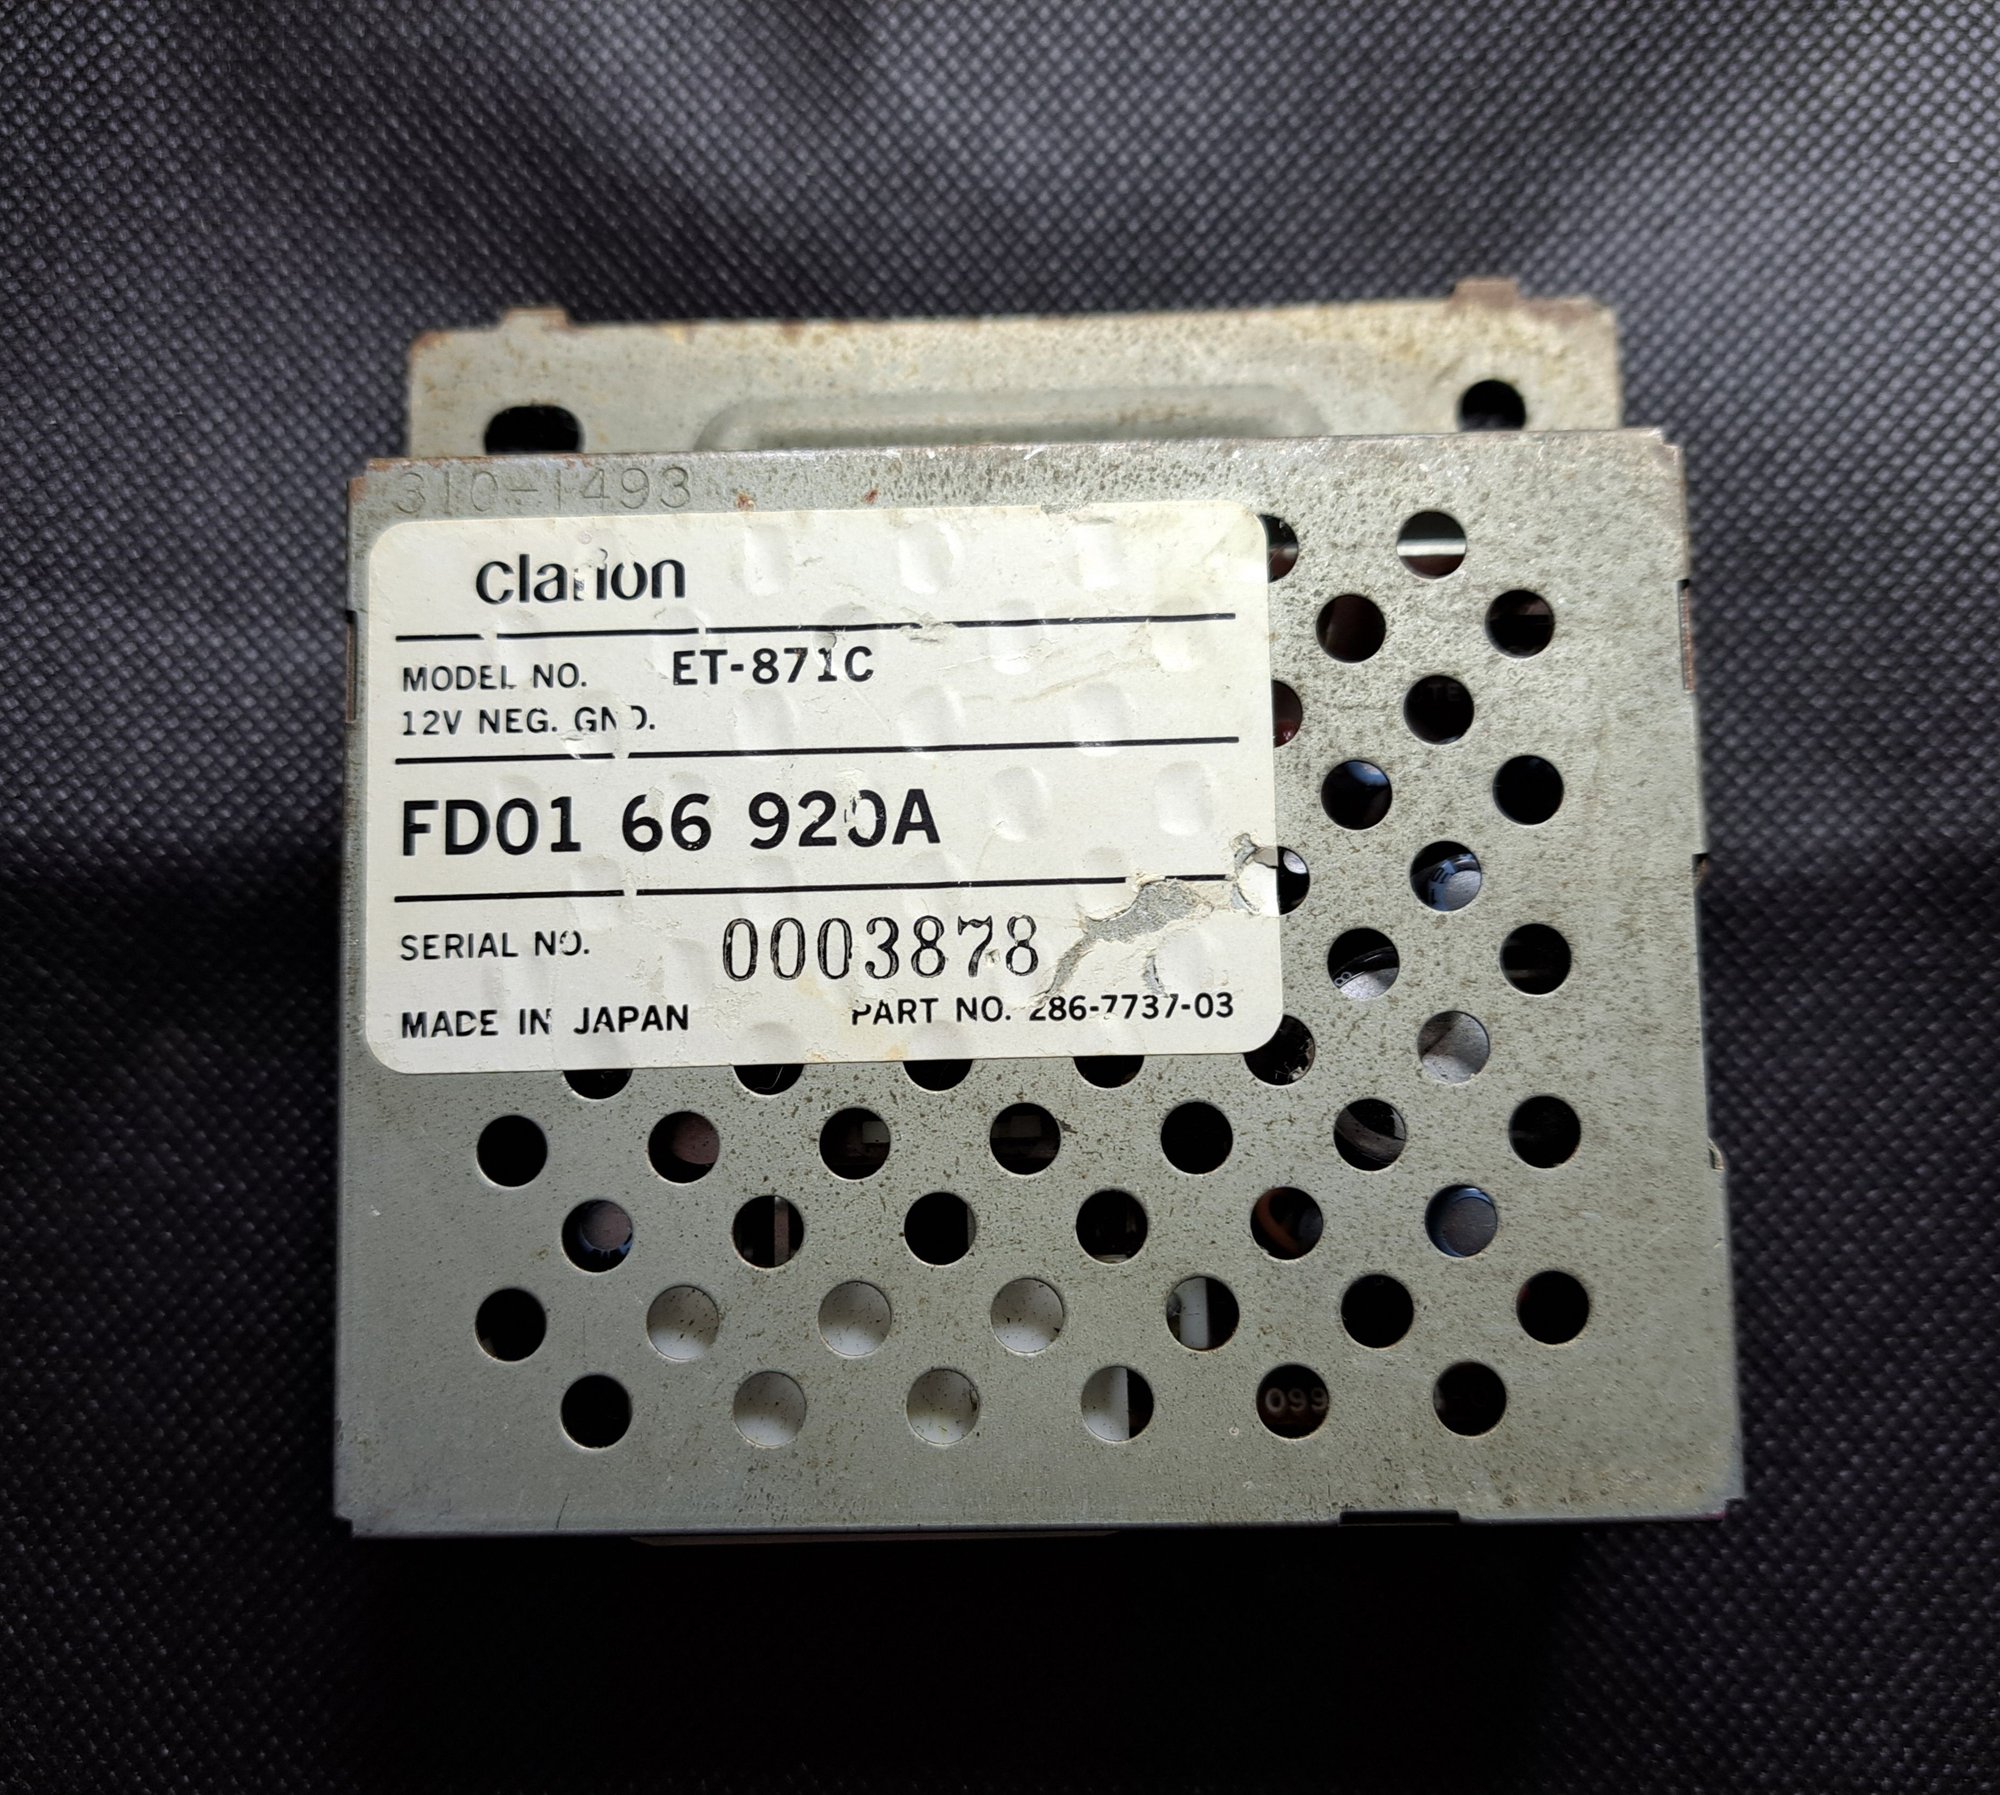 310-1493
clarion
MODEL NO. ET-871C
12V NEG. GND.
FD01 66 920A
SERIAL NO. 0003878
MADE IN JAPAN PART NO. 286-7737-03
099